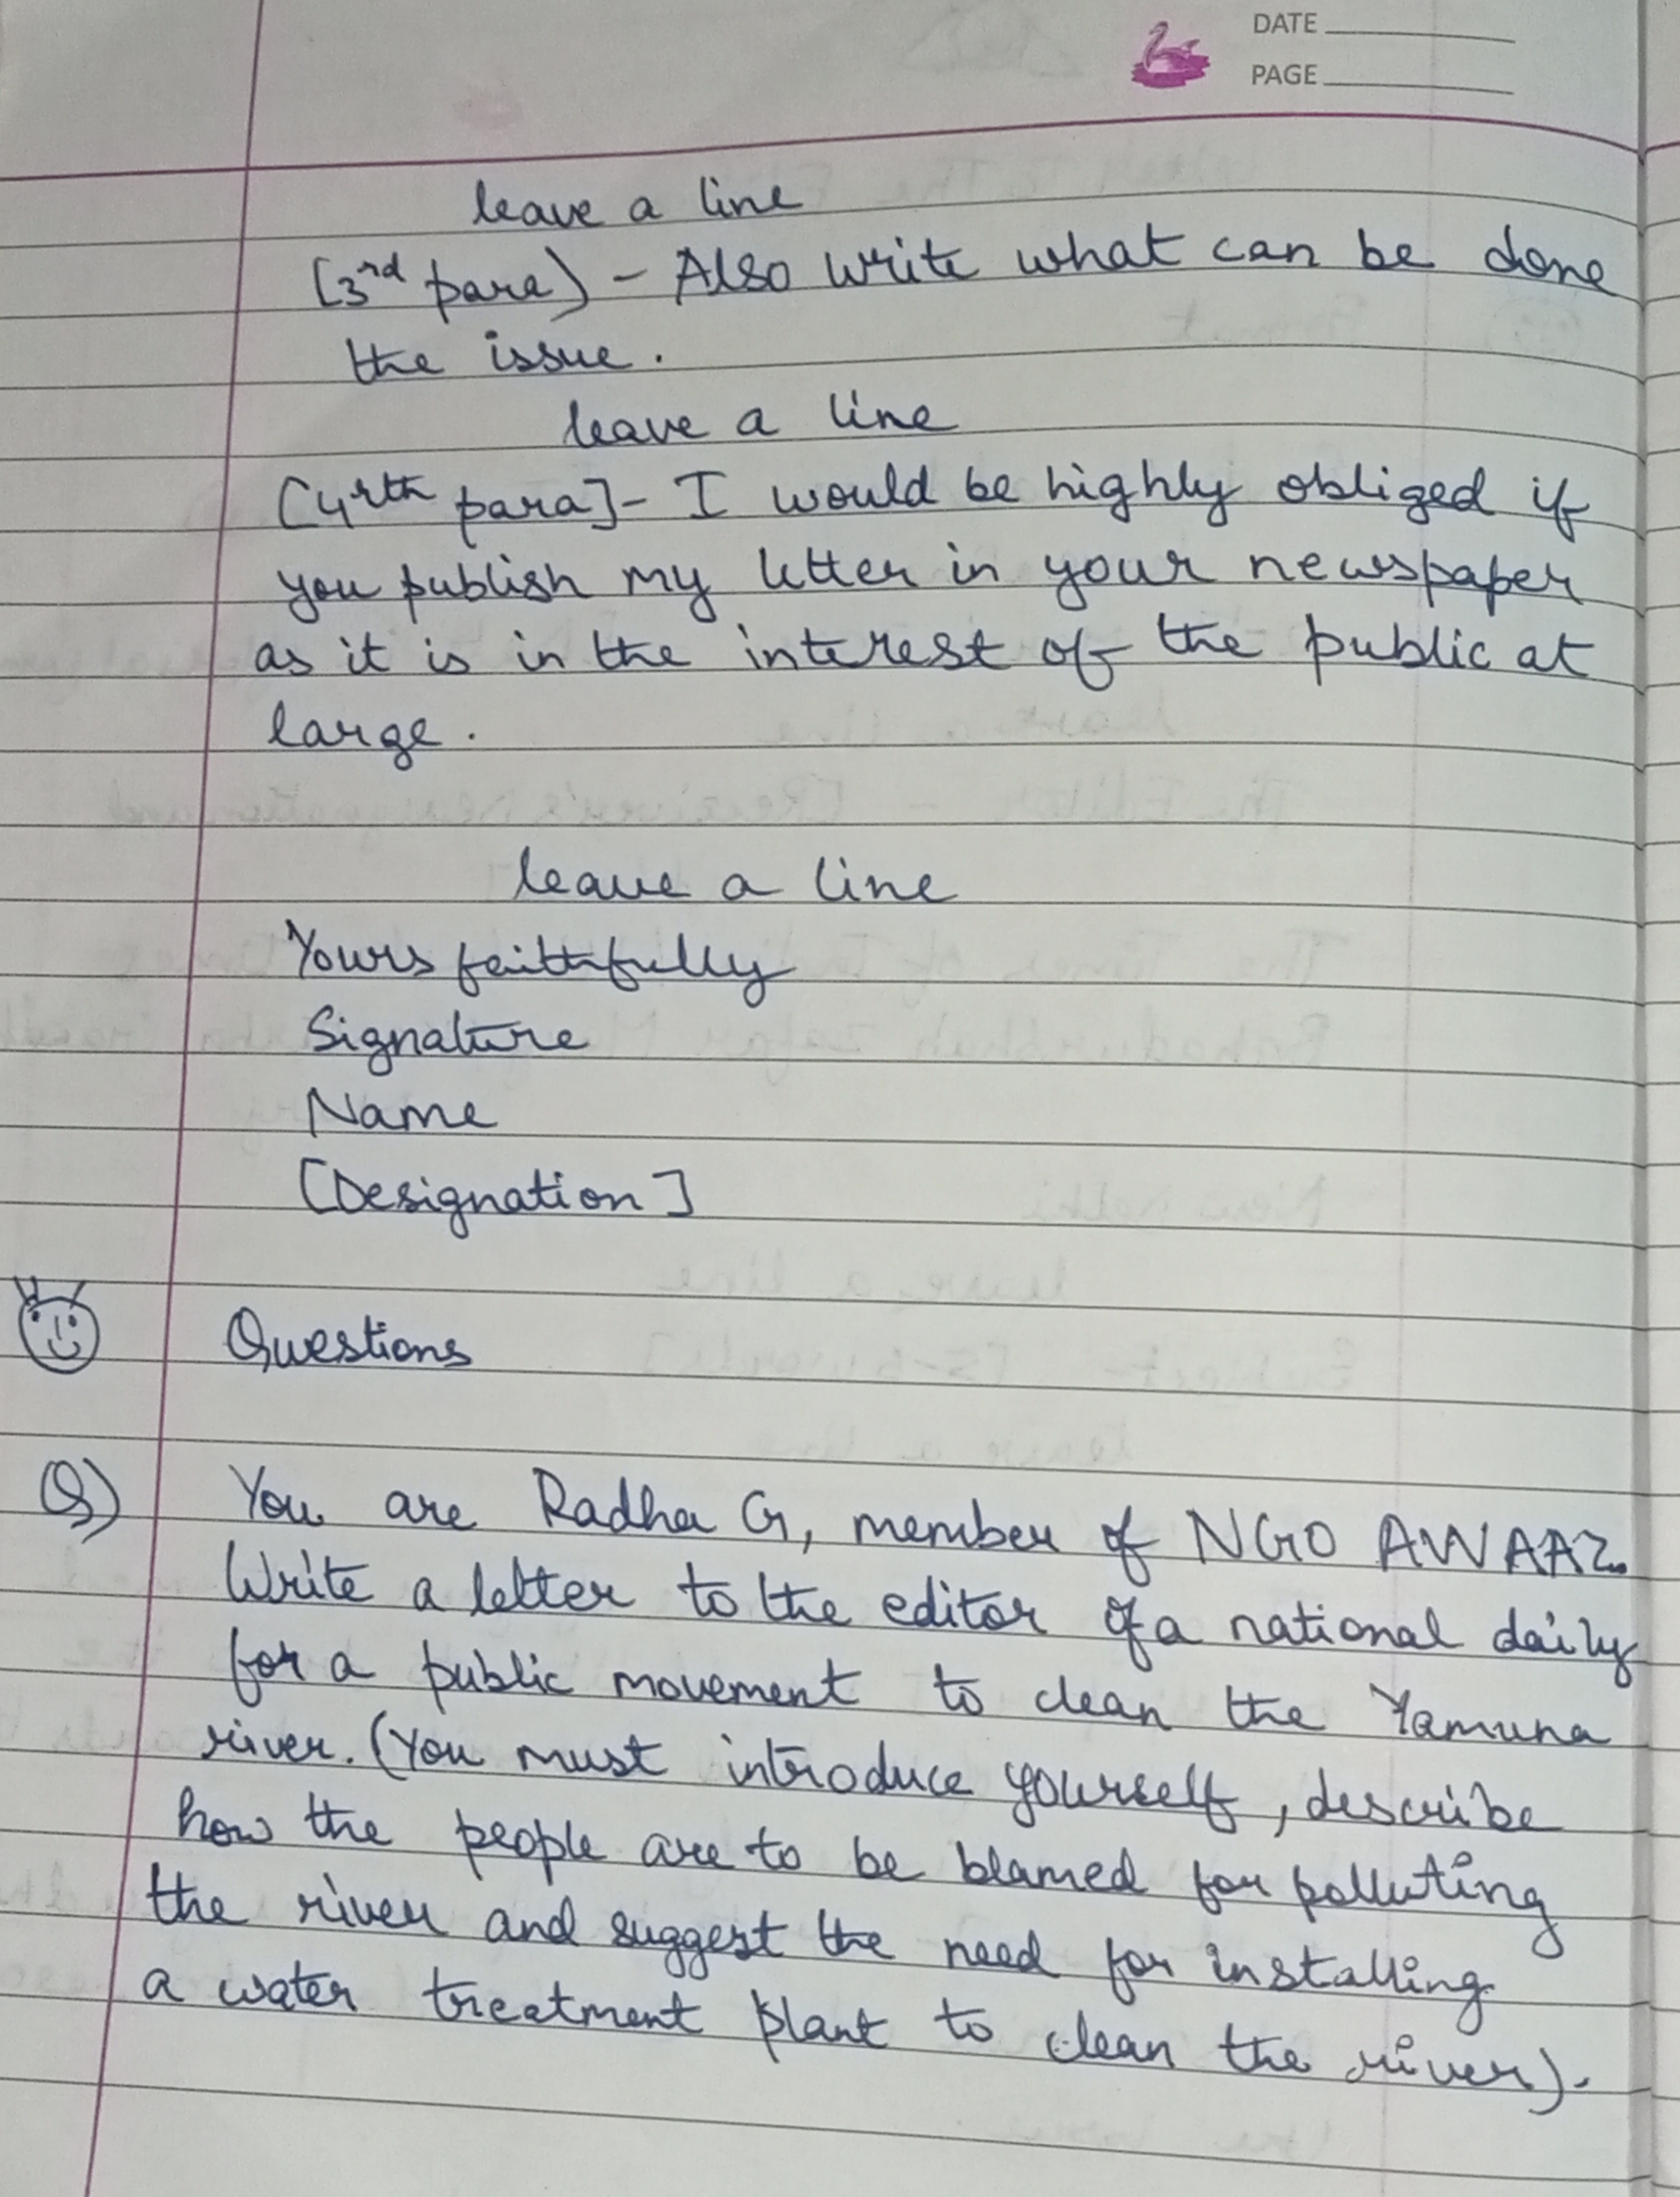 DATE
PAGE
leave a line
[3rd para) - Also write what can be done
the issue.
leave a line
[4rth para] - I would be highly obliged if
you publish my letter in your newspaper
as it is in the interest of the public at
large.
leave a line
Yours faithfully
Signature
Name
[Designation]
Questions
Q) You are Radha G, member of NGO AWAAZ.
Write a letter to the editor of a national daily
for a public movement to clean the Yamuna
river. (You must introduce yourself, describe
how the people are to be blamed for polluting
the river and suggest the need for installing
a water treatment plant to clean the river).